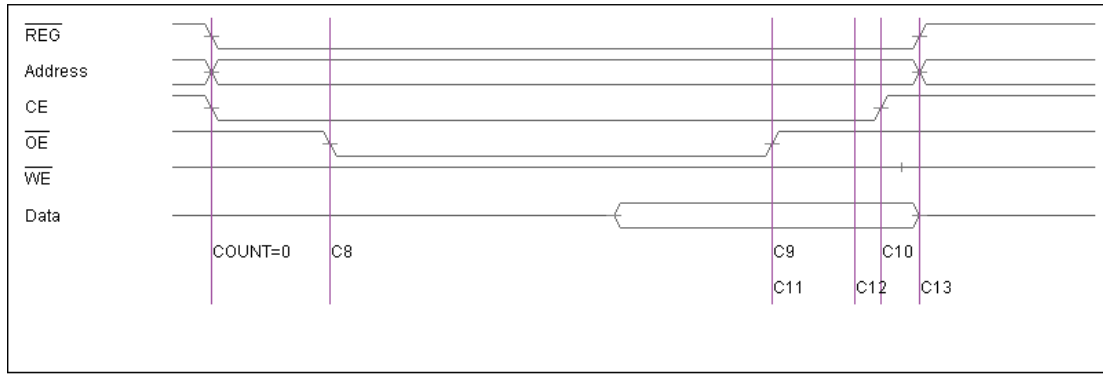 REG
Address
CE
OE
WE
Data
COUNT=0 C8 C9 C10
C11 C12 C13